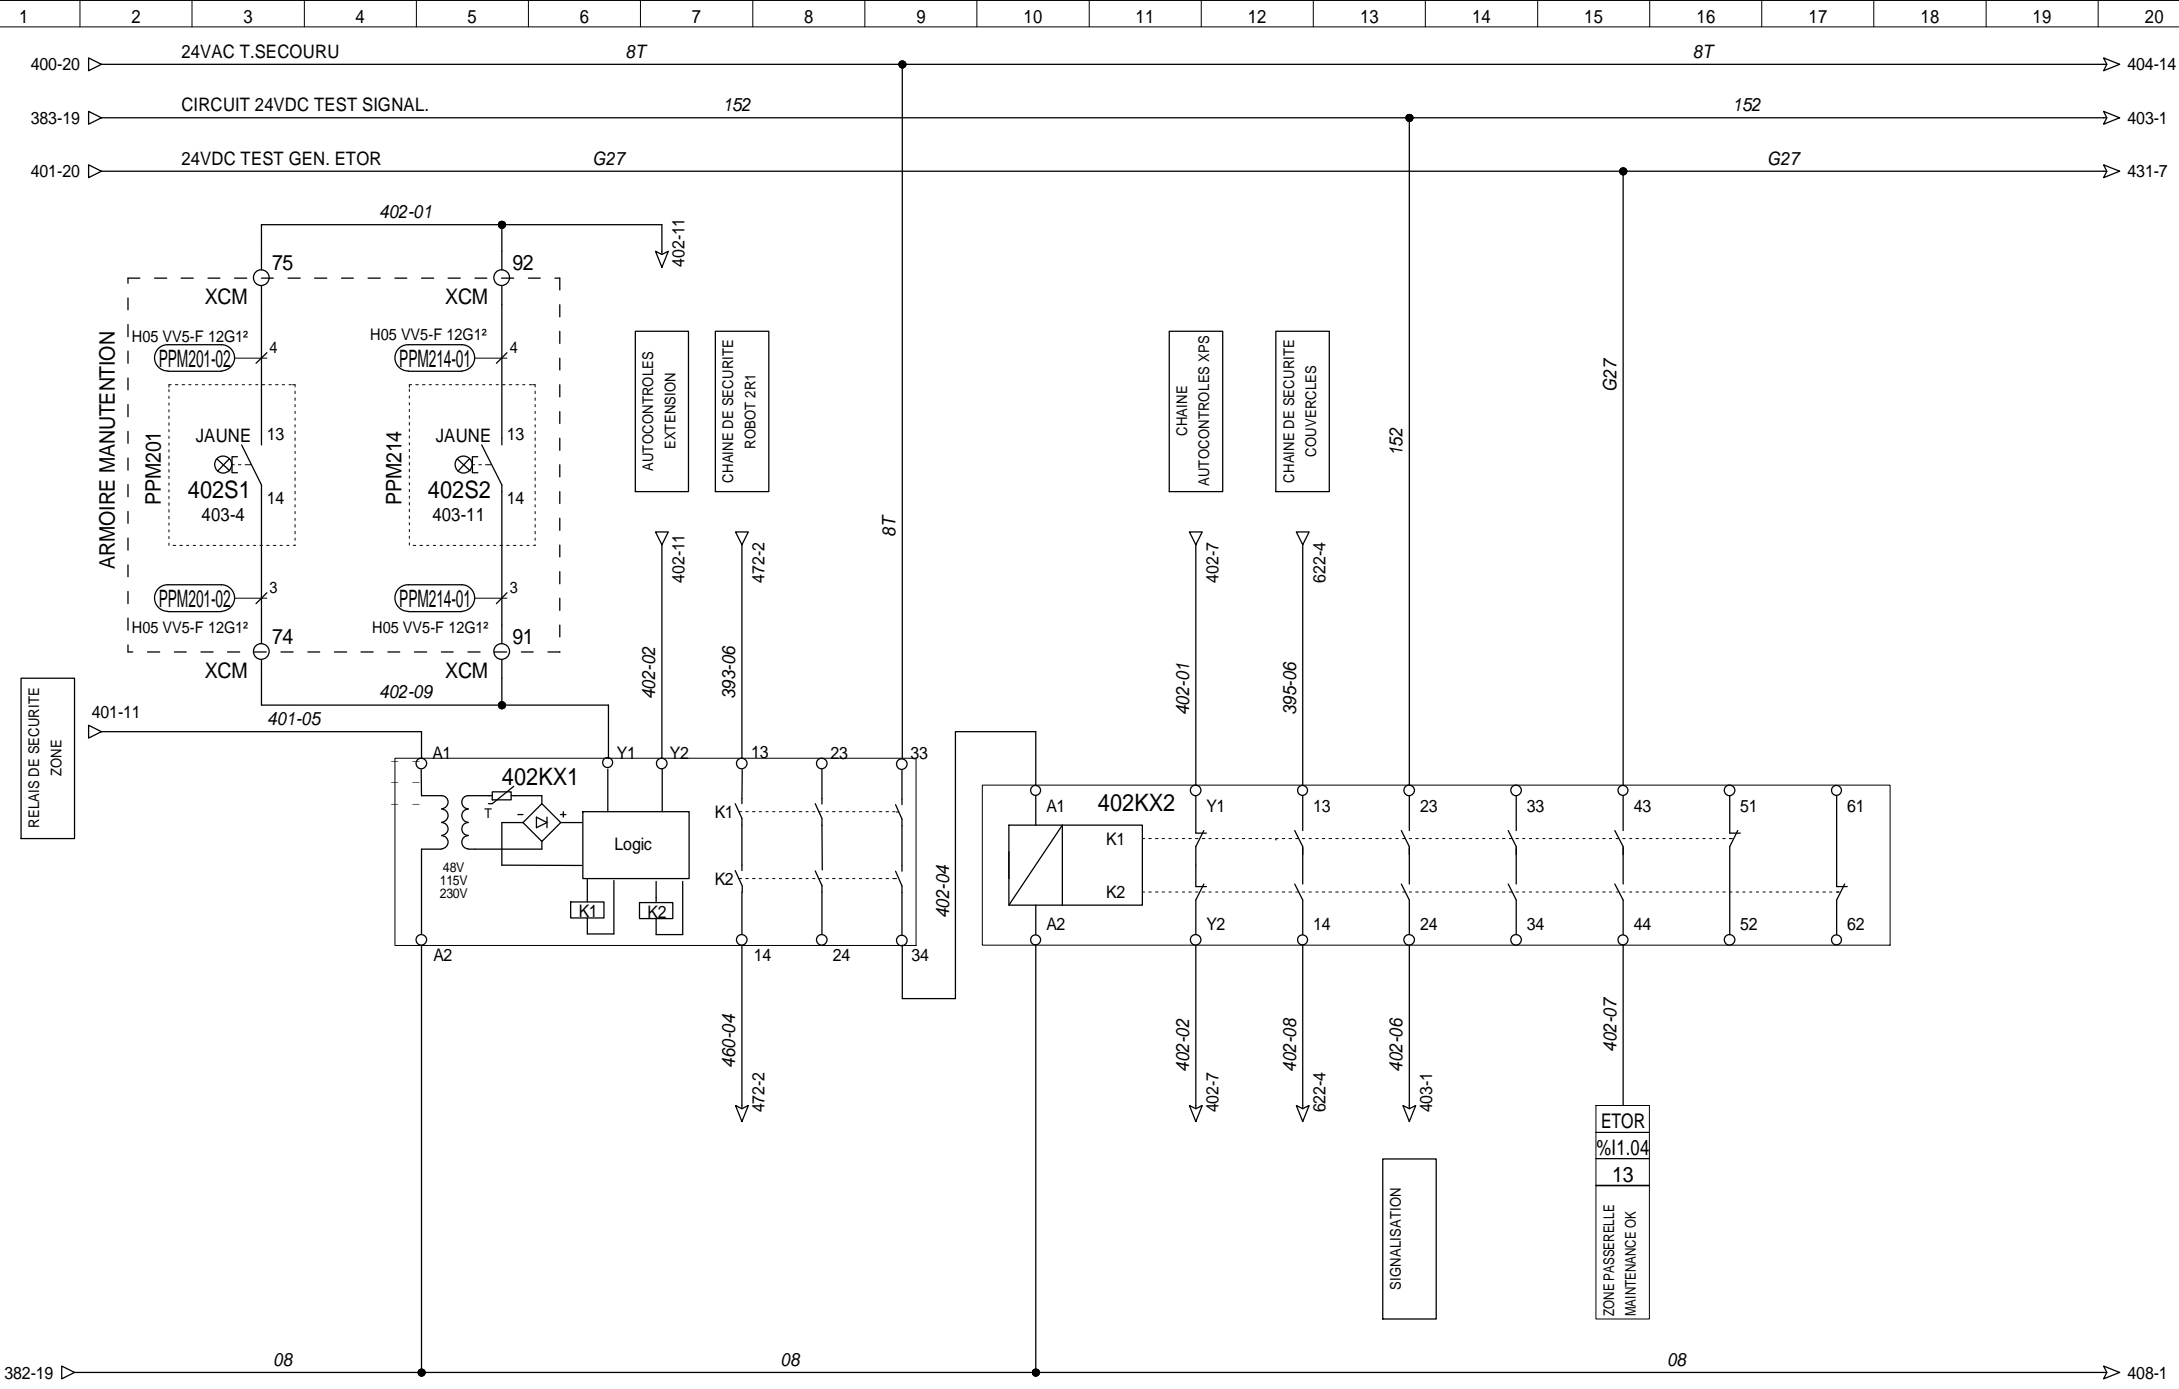 1 2 3 4 5 6 7 8 9 10 11 12 13 14 15 16 17 18 19 20
24VAC T.SECOURU 8T 8T
400-20 404-14
CIRCUIT 24VDC TEST SIGNAL. 152 152
383-19 403-1
24VDC TEST GEN. ETOR G27 G27
401-20 431-7
402-01
402-11
75 92
XCM XCM
ARMOIRE MANUTENTION
H05 VV5-F 12G1² H05 VV5-F 12G1²
PPM201-02 4 PPM214-01 4
PPM201 PPM214
JAUNE 13 JAUNE 13
402S1 14 402S2 14
403-4 403-11
3 3
PPM201-02 PPM214-01
H05 VV5-F 12G1² H05 VV5-F 12G1²
74 91
XCM XCM
402-09
AUTOCONTROLES
EXTENSION
CHAINE DE SECURITE
ROBOT 2R1
CHAINE
AUTOCONTROLES XPS
CHAINE DE SECURITE
COUVERCLES
402-11 472-2 8T 402-7 622-4 152 G27
402-02 393-06 402-01 395-06
RELAIS DE SECURITE
ZONE
401-11 401-05
A1 Y1 Y2 13 23 33
402KX1
T - +
Logic
K1
K2
48V
115V
230V
K1 K2
A2 14 24 34
402-04
A1 402KX2 Y1 13 23 33 43 51 61
K1
K2
A2 Y2 14 24 34 44 52 62
460-04 402-02 402-08 402-06 402-07
472-2 402-7 622-4 403-1
ETOR
%I1.04
13
SIGNALISATION
ZONE PASSERELLE
MAINTENANCE OK
382-19 08 08 08 408-1